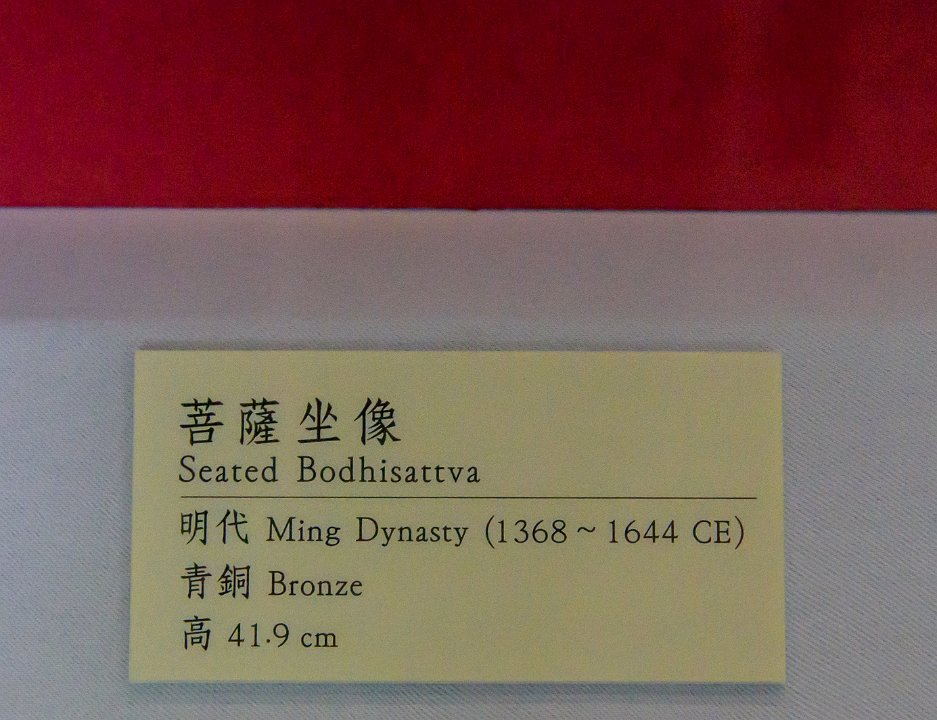 菩薩坐像
Seated Bodhisattva
明代 Ming Dynasty (1368 ~ 1644 CE)
青銅 Bronze
高 41·9 cm